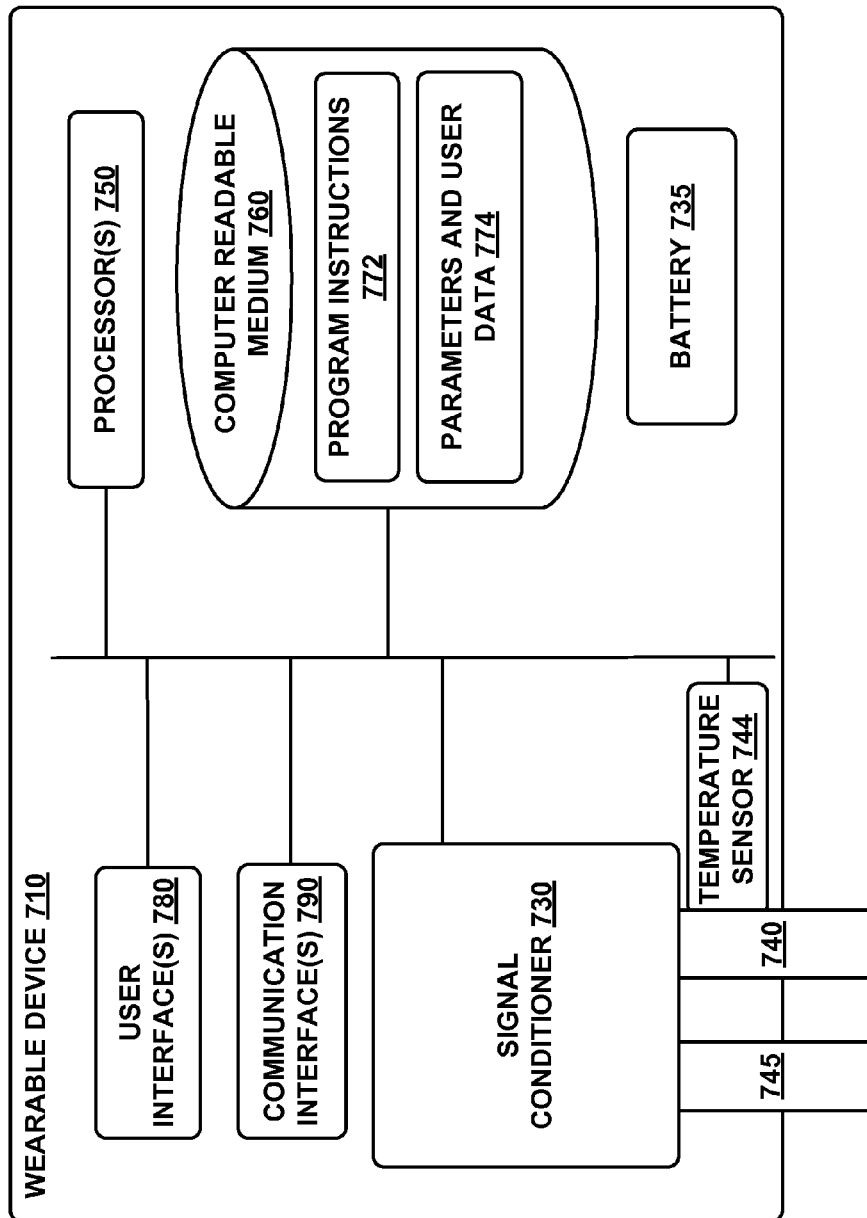 WEARABLE DEVICE 710
USER
INTERFACE(S) 780
COMMUNICATION
INTERFACE(S) 790
SIGNAL
CONDITIONER 730
745
740
TEMPERATURE
SENSOR 744
PROCESSOR(S) 750
COMPUTER READABLE
MEDIUM 760
PROGRAM INSTRUCTIONS
772
PARAMETERS AND USER
DATA 774
BATTERY 735